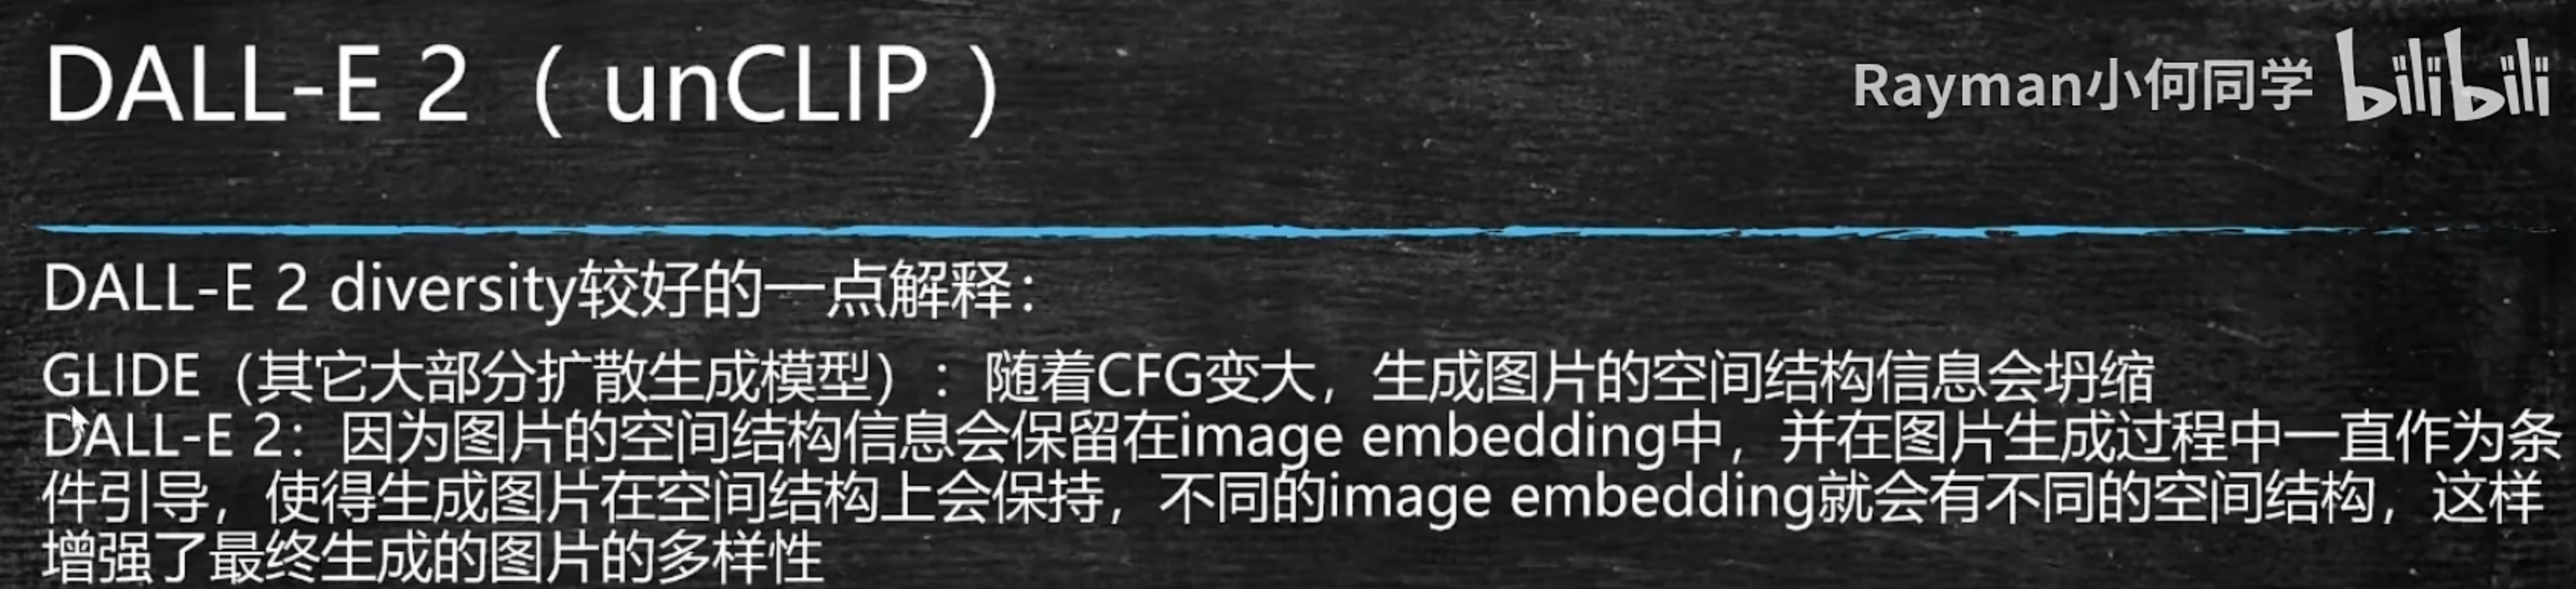 DALL-E 2（unCLIP）
Rayman小何同学 bilibili
DALL-E 2 diversity较好的一点解释：
GLIDE（其它大部分扩散生成模型）：随着CFG变大，生成图片的空间结构信息会坍缩
DALL-E 2：因为图片的空间结构信息会保留在image embedding中，并在图片生成过程中一直作为条
件引导，使得生成图片在空间结构上会保持，不同的image embedding就会有不同的空间结构，这样
增强了最终生成的图片的多样性